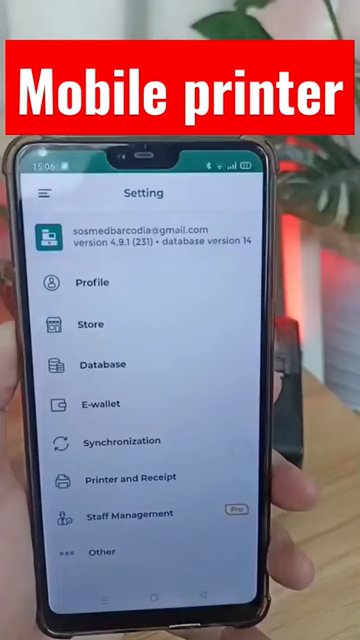 Mobile printer
15:06
Setting
sosmedbarcodia@gmail.com
version 4.9.1 (231) • database version 14
Profile
Store
Database
E-wallet
Synchronization
Printer and Receipt
Staff Management
Pro
Other